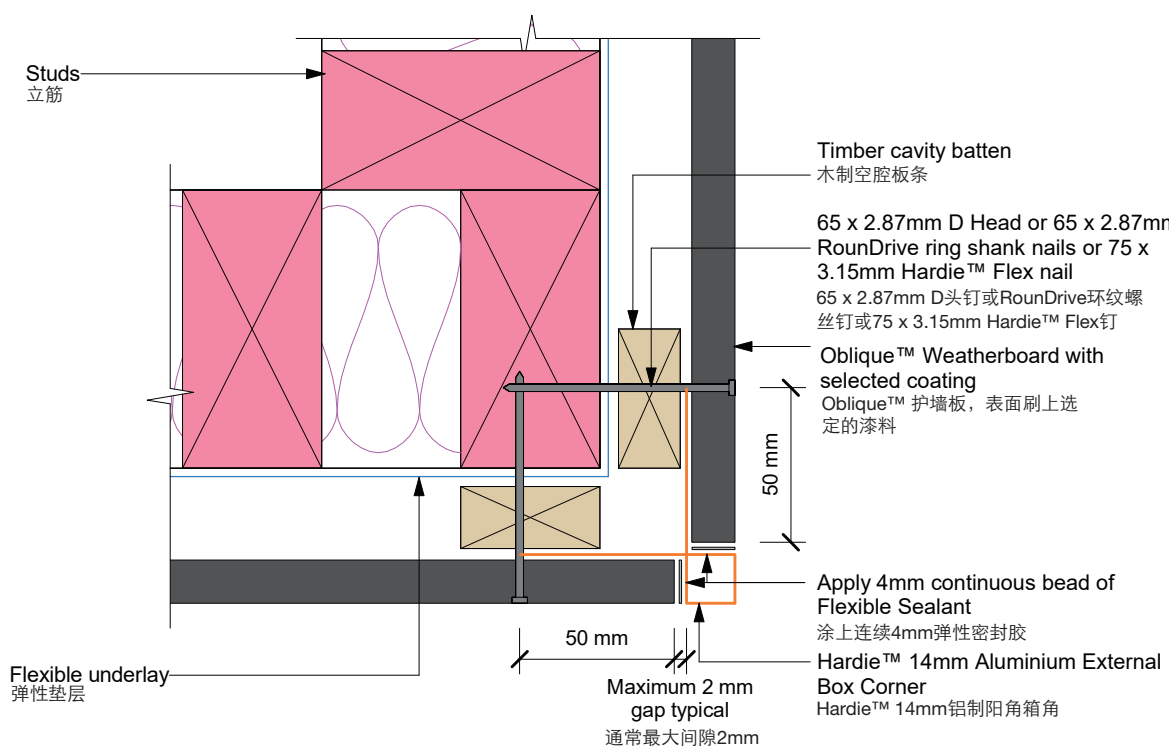 Studs
立筋
Timber cavity batten
木制空腔板条
65 x 2.87mm D Head or 65 x 2.87mm
RounDrive ring shank nails or 75 x
3.15mm Hardie™ Flex nail
65 x 2.87mm D头钉或RounDrive环纹螺
丝钉或75 x 3.15mm Hardie™ Flex钉
Oblique™ Weatherboard with
selected coating
Oblique™ 护墙板，表面刷上选
定的漆料
50 mm
Apply 4mm continuous bead of
Flexible Sealant
涂上连续4mm弹性密封胶
50 mm
Flexible underlay
弹性垫层
Hardie™ 14mm Aluminium External
Box Corner
Hardie™ 14mm铝制阳角箱角
Maximum 2 mm
gap typical
通常最大间隙2mm